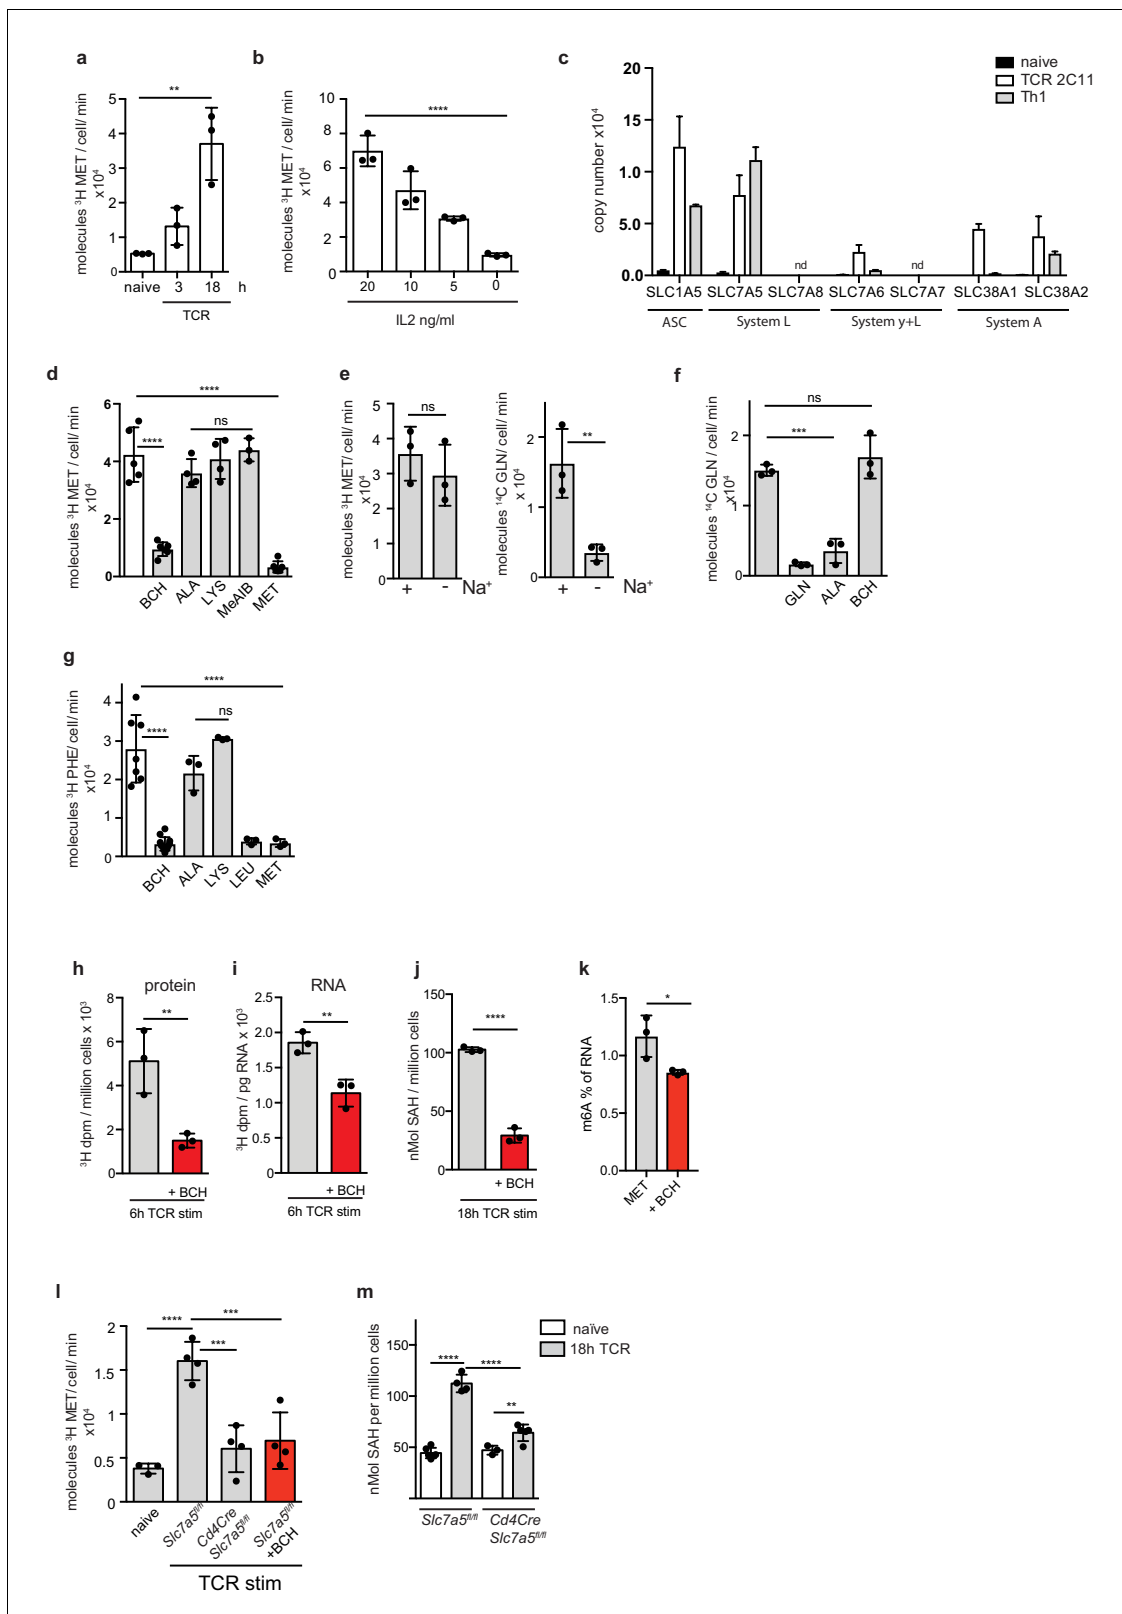 a
molecules ³H MET / cell/ min
x10⁴
5
4
3
2
1
0
**
naive
3
18
h
TCR
b
molecules ³H MET / cell/ min
x10⁴
10
8
6
4
2
0
****
20
10
5
0
IL2 ng/ml
c
copy number x10⁴
20
15
10
5.0
0.0
naive
TCR 2C11
Th1
nd
nd
SLC1A5
SLC7A5
SLC7A8
SLC7A6
SLC7A7
SLC38A1
SLC38A2
ASC
System L
System y+L
System A
d
molecules ³H MET / cell/ min
x10⁴
6
4
2
0
****
****
ns
BCH
ALA
LYS
MeAIB
MET
e
molecules ³H MET/ cell/ min
x10⁴
5
4
3
2
1
0
ns
+
-
Na⁺
molecules ¹⁴C GLN/ cell/ min
x 10⁴
2
1
0
**
+
-
Na⁺
f
molecules ¹⁴C GLN / cell/ min
x 10⁴
2
1
0
ns
***
GLN
ALA
BCH
g
molecules ³H PHE/ cell/ min
x10⁴
4
3
2
1
0
****
****
ns
BCH
ALA
LYS
LEU
MET
h
protein
³H dpm / million cells x 10³
8
6
4
2
0
**
+ BCH
6h TCR stim
i
RNA
³H dpm / pg RNA x 10³
2.5
2.0
1.5
1.0
0.5
0
**
+ BCH
6h TCR stim
j
nMol SAH / million cells
150
100
50
0
****
+ BCH
18h TCR stim
k
m6A % of RNA
1.5
1.0
0.5
0.0
*
MET
+ BCH
l
molecules ³H MET/ cell/ min
x10⁴
2
1.5
1
0.5
0
****
***
***
naive
Slc7a5fl/fl
Cd4Cre
Slc7a5fl/fl
Slc7a5fl/fl
+BCH
TCR stim
m
nMol SAH per million cells
150
100
50
naïve
18h TCR
****
****
**
Slc7a5fl/fl
Cd4Cre
Slc7a5fl/fl